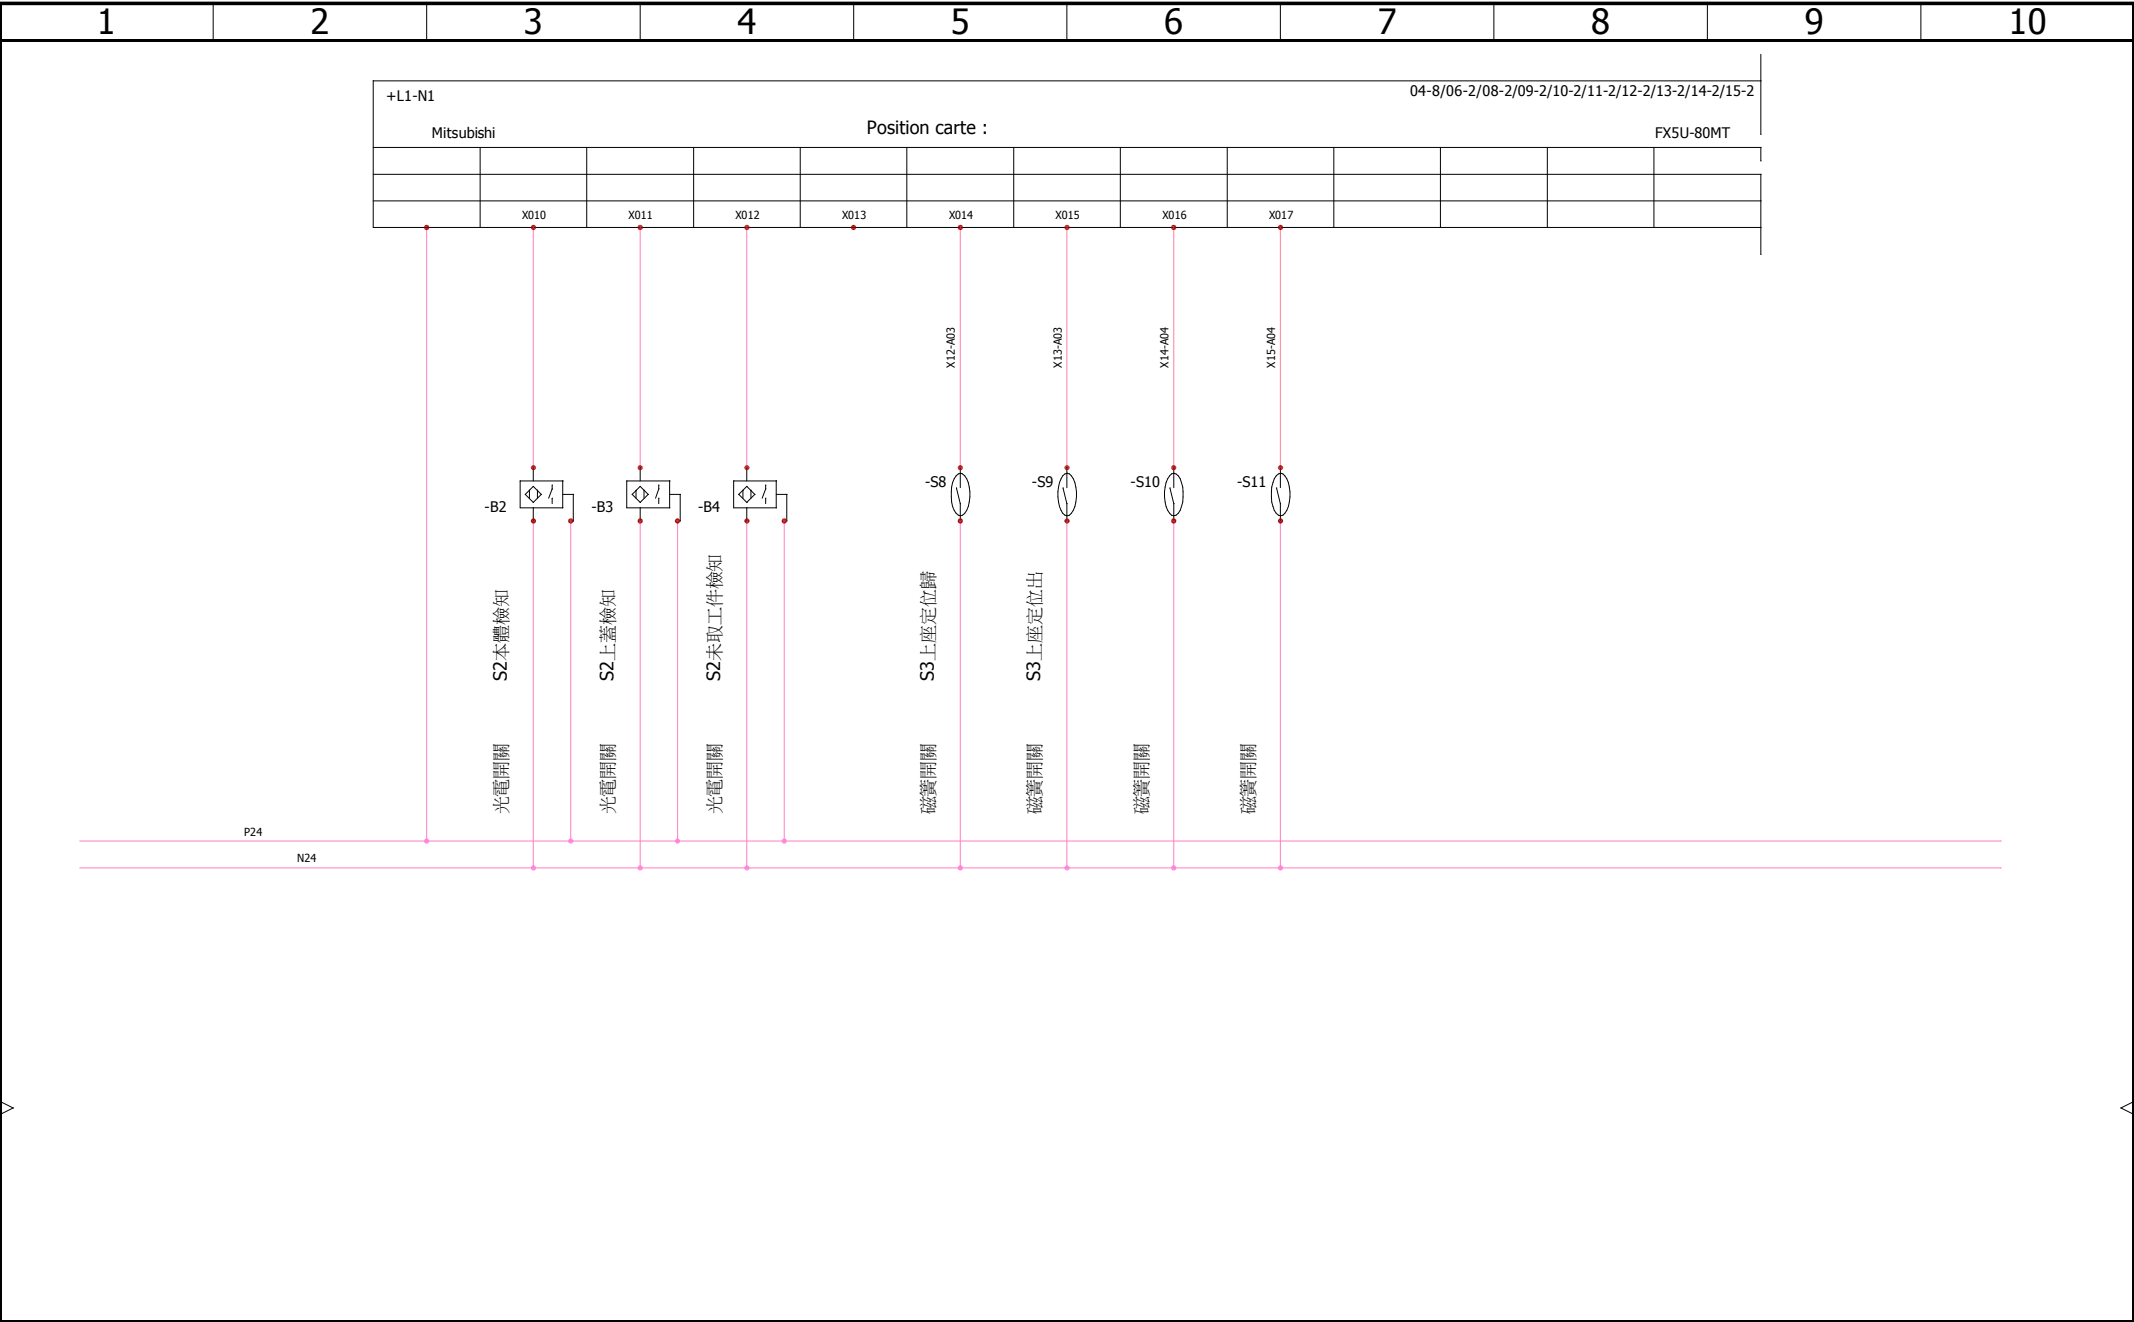 1 2 3 4 5 6 7 8 9 10
+L1-N1 04-8/06-2/08-2/09-2/10-2/11-2/12-2/13-2/14-2/15-2
Mitsubishi Position carte : FX5U-80MT
X010 X011 X012 X013 X014 X015 X016 X017
X12-A03 X13-A03 X14-A04 X15-A04
-B2 -B3 -B4 -S8 -S9 -S10 -S11
S2本體檢知
S2上蓋檢知
S2未取工件檢知
S3上座定位歸
S3上座定位出
光電開關
光電開關
光電開關
磁簧開關
磁簧開關
磁簧開關
磁簧開關
P24
N24